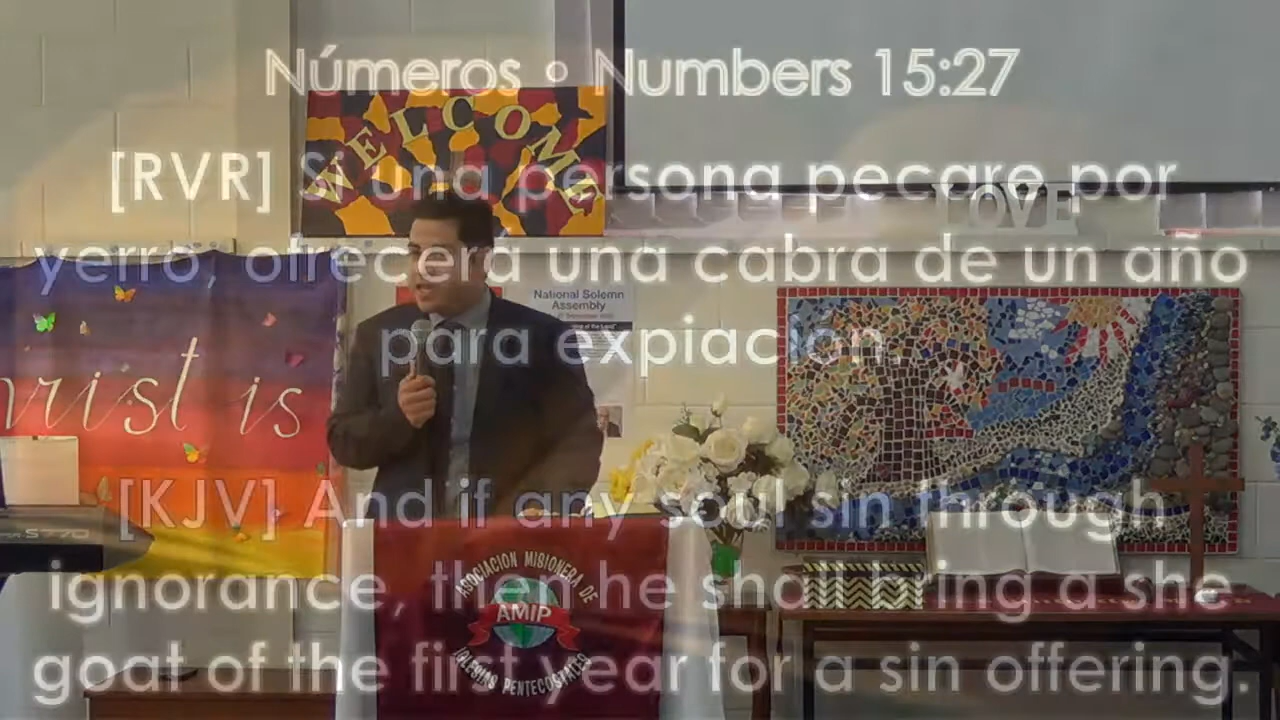 Números • Numbers 15:27
WELCOME
[RVR] Si una persona pecare por
LOVE
yerro, ofrecerá una cabra de un año
National Solemn
Assembly
para expiación.
hrist is
[KJV] And if any soul sin through
S770
ignorance, then he shall bring a she
ASOCIACION MISIONERA DE
AMIP
IGLESIAS PENTECOSTALES
goat of the first year for a sin offering.